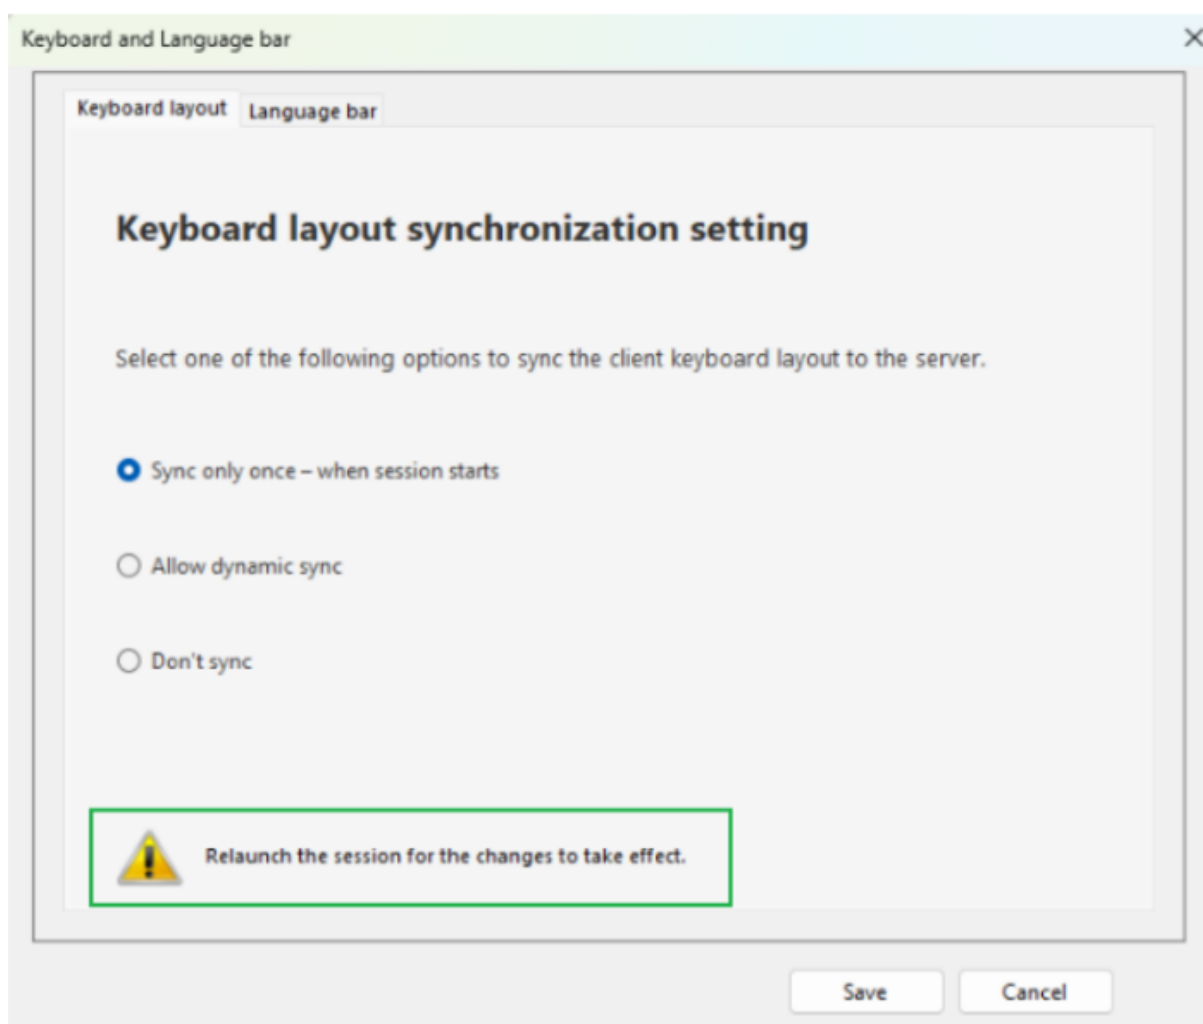 Keyboard and Language bar
Keyboard layout
Language bar
Keyboard layout synchronization setting
Select one of the following options to sync the client keyboard layout to the server.
Sync only once – when session starts
Allow dynamic sync
Don't sync
Relaunch the session for the changes to take effect.
Save
Cancel